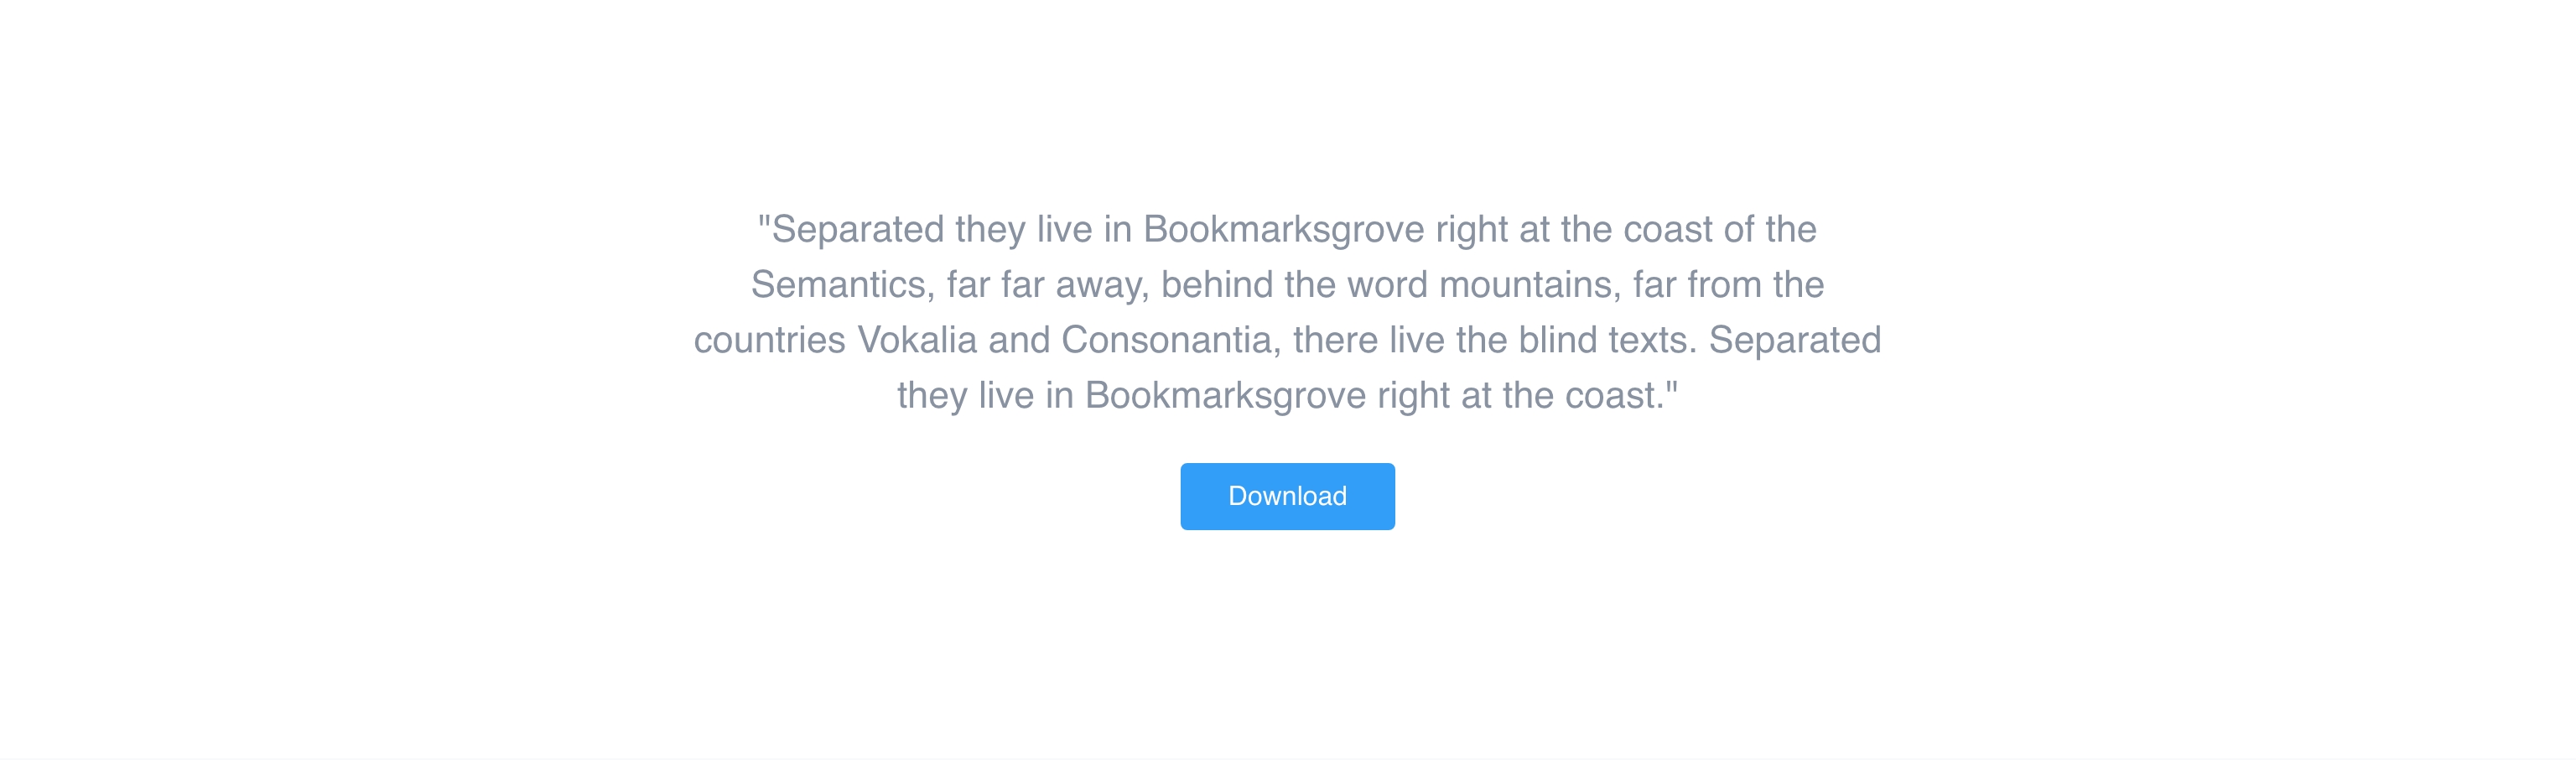 "Separated they live in Bookmarksgrove right at the coast of the
Semantics, far far away, behind the word mountains, far from the
countries Vokalia and Consonantia, there live the blind texts. Separated
they live in Bookmarksgrove right at the coast."
Download